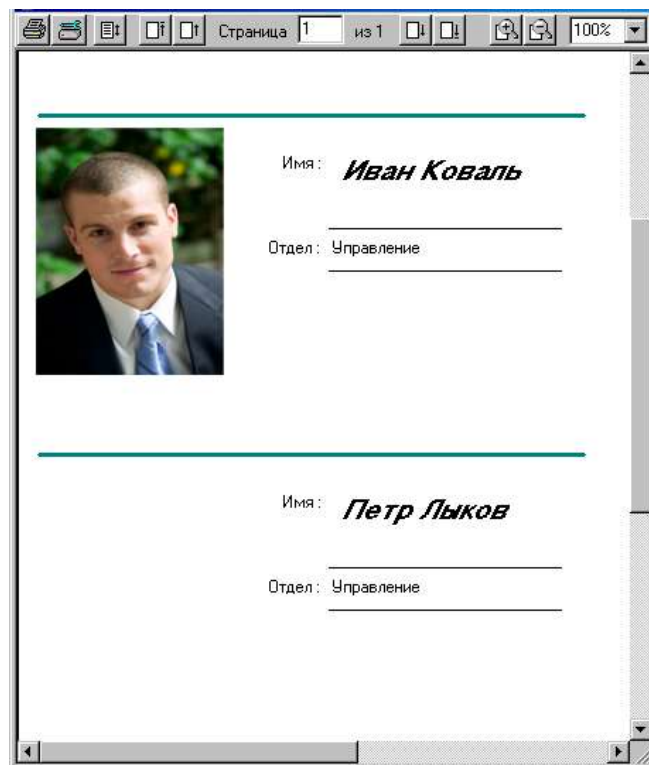 Страница 1 из 1 100%
Имя: Иван Коваль
Отдел: Управление
Имя: Петр Лыков
Отдел: Управление